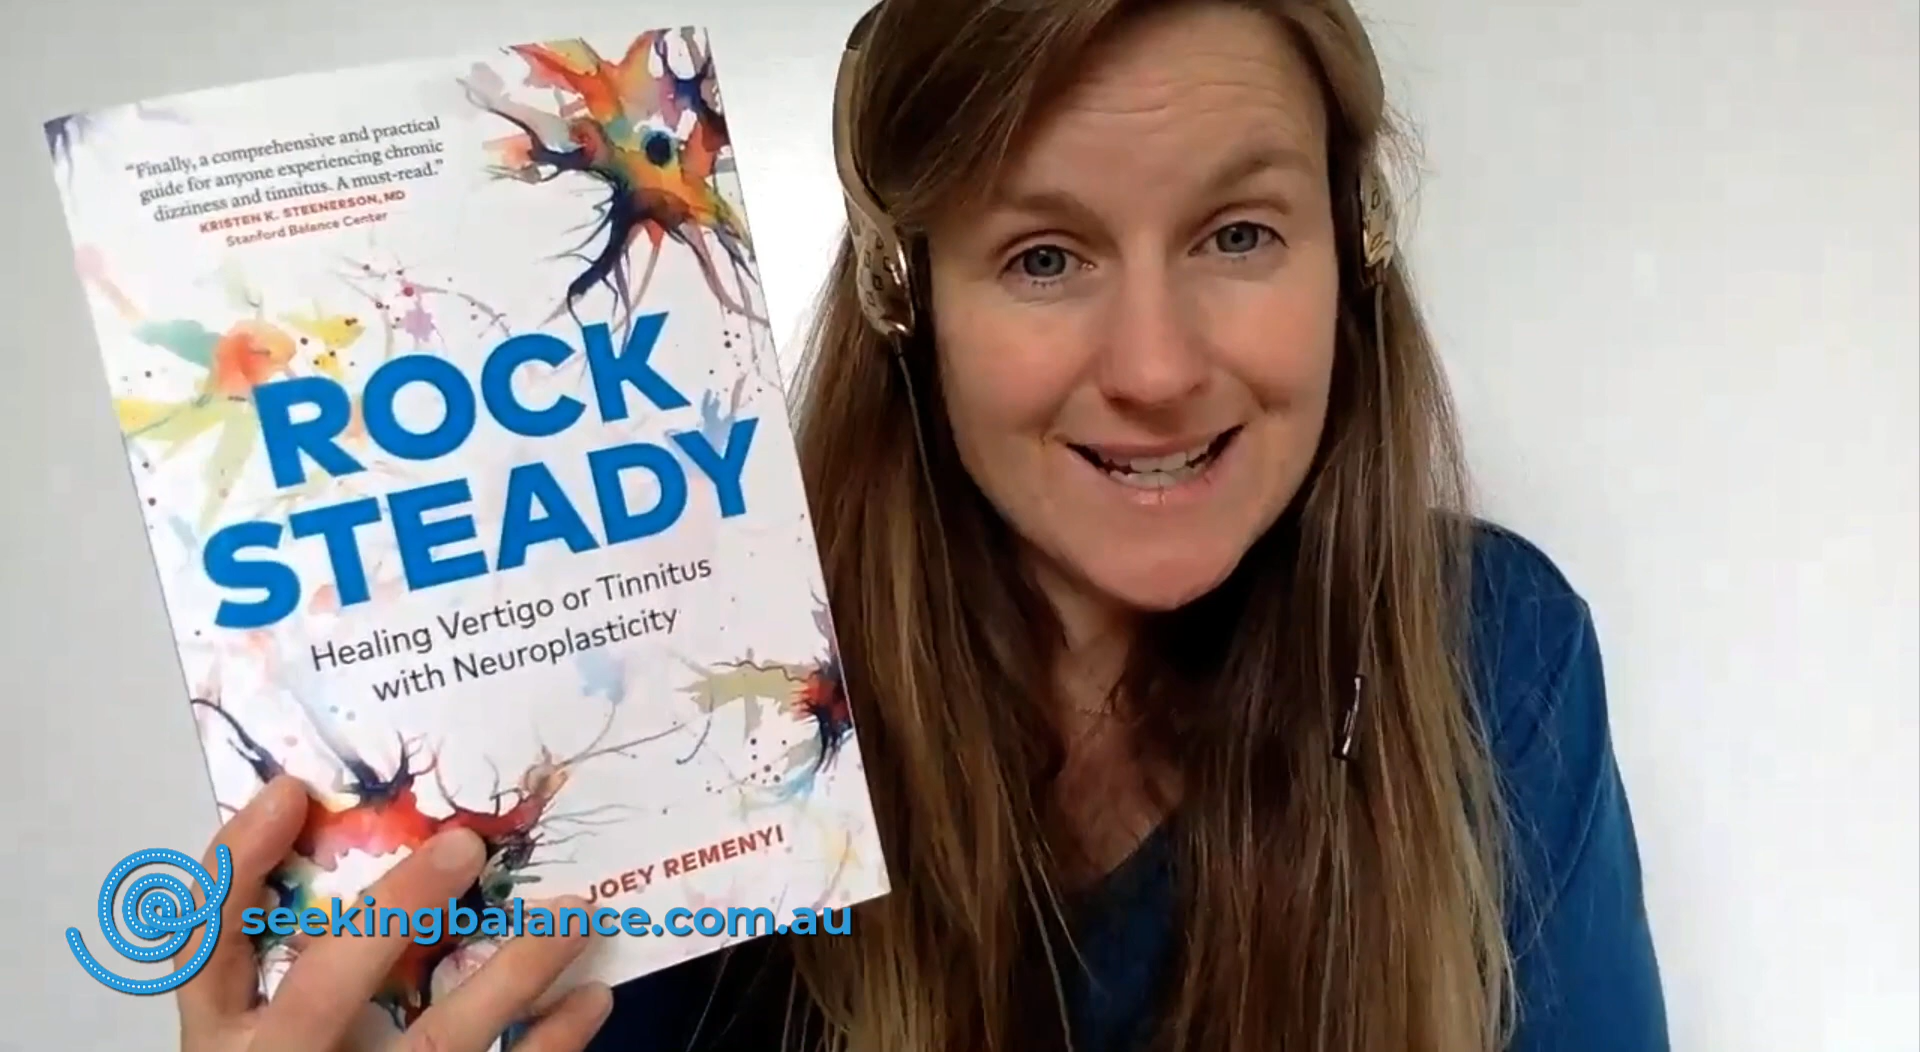 “Finally, a comprehensive and practical
guide for anyone experiencing chronic
dizziness and tinnitus. A must-read.”
KRISTEN K. STEENERSON, MD
Stanford Balance Center
ROCK
STEADY
Healing Vertigo or Tinnitus
with Neuroplasticity
JOEY REMENYI
seekingbalance.com.au